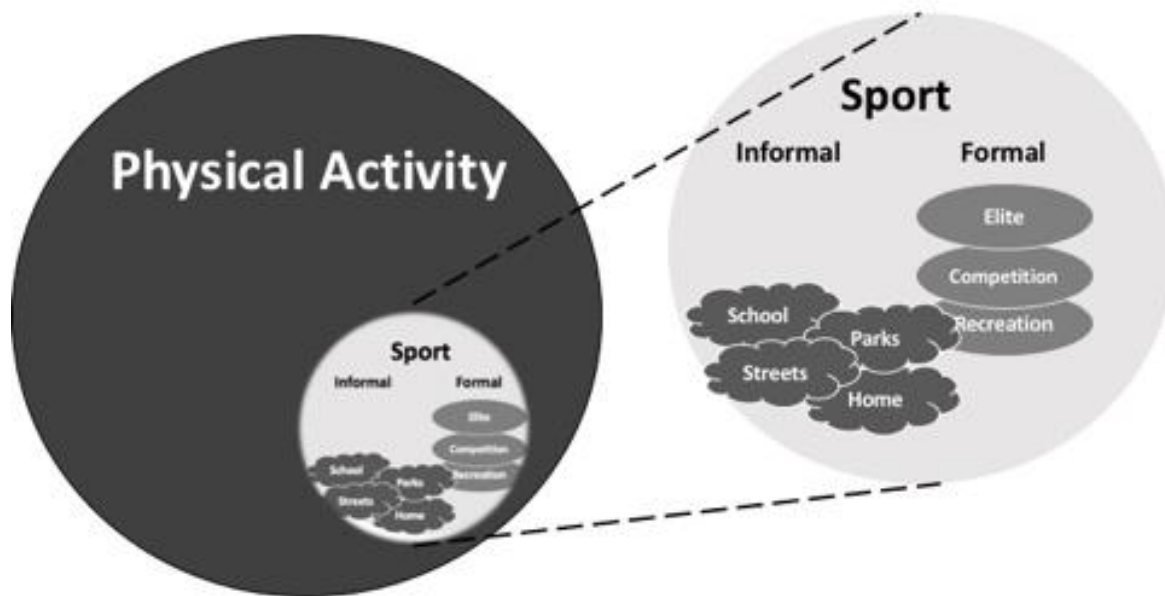 Physical Activity
Sport
Informal Formal
Elite
Competition
School
Recreation
Parks
Streets
Home
Sport
Informal Formal
Elite
Competition
School
Recreation
Parks
Streets
Home